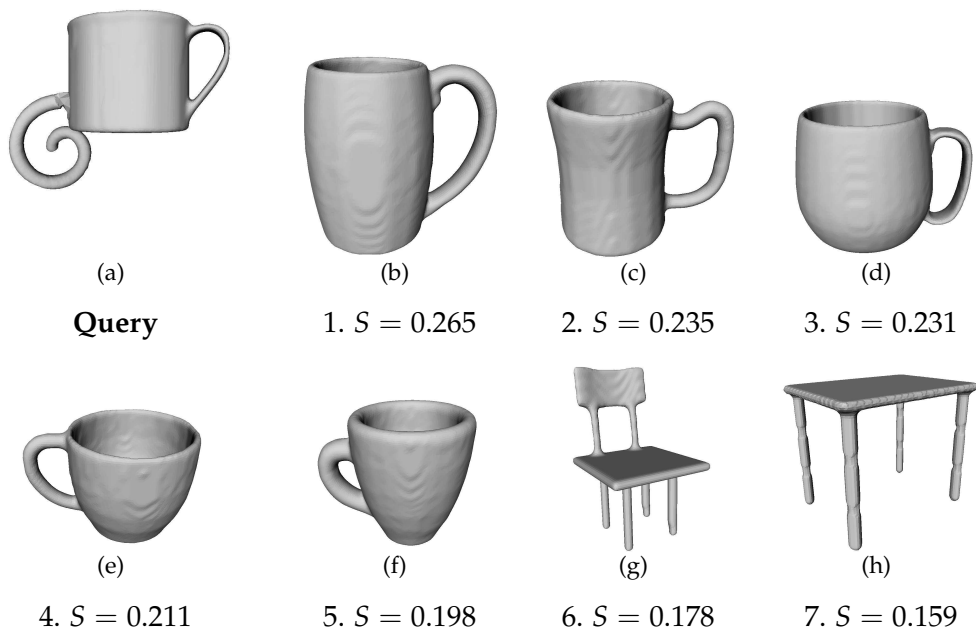 (a) (b) (c) (d)
Query 1. S = 0.265 2. S = 0.235 3. S = 0.231
(e) (f) (g) (h)
4. S = 0.211 5. S = 0.198 6. S = 0.178 7. S = 0.159